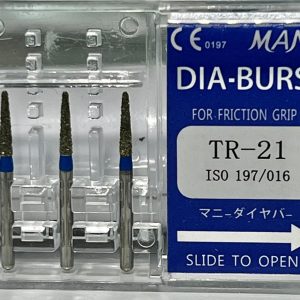 CE 0197 MAN
DIA-BURS
FOR FRICTION GRIP
TR-21
ISO 197/016
マニーダイヤバー
SLIDE TO OPEN